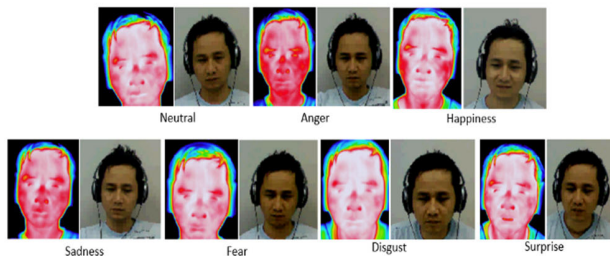 Neutral
Anger
Happiness
Sadness
Fear
Disgust
Surprise